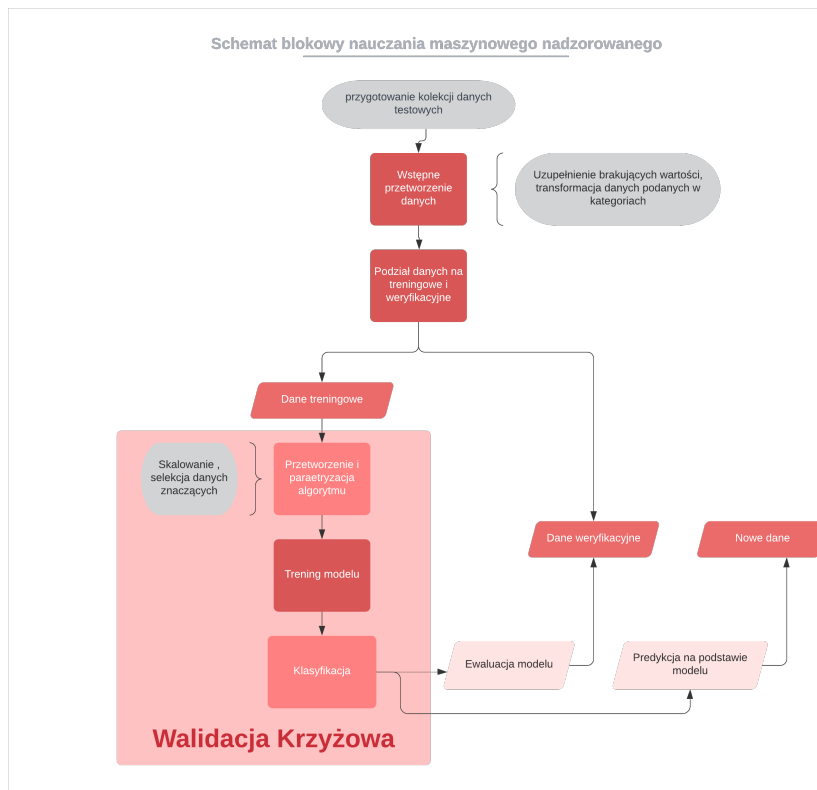 Schemat blokowy nauczania maszynowego nadzorowanego
przygotowanie kolekcji danych
testowych
Wstępne
przetworzenie
danych
Uzupełnienie brakujących wartości,
transformacja danych podanych w
kategoriach
Podział danych na
treningowe i
weryfikacyjne
Dane treningowe
Skalowanie ,
selekcja danych
znaczących
Przetworzenie i
paraetryzacja
algorytmu
Trening modelu
Dane weryfikacyjne
Nowe dane
Klasyfikacja
Ewaluacja modelu
Predykcja na podstawie
modelu
Walidacja Krzyżowa